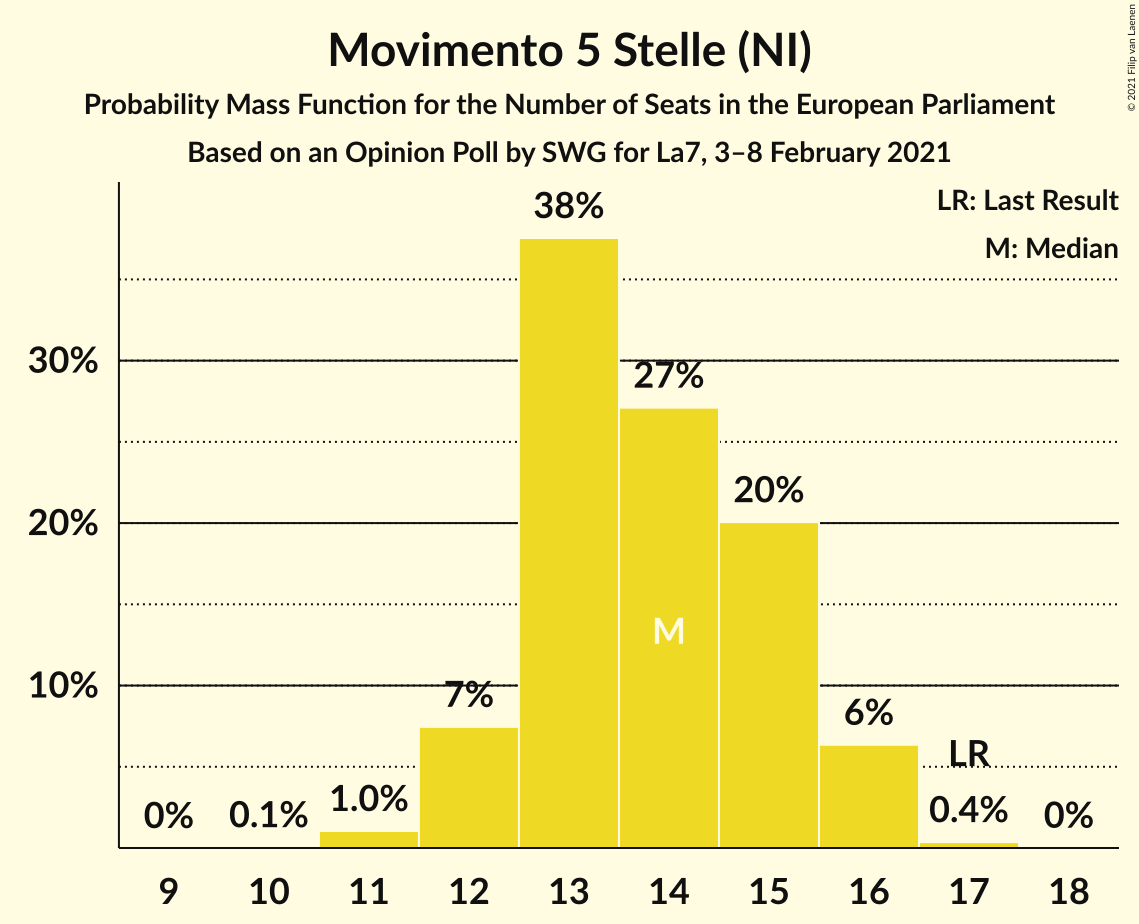 Movimento 5 Stelle (NI)
Probability Mass Function for the Number of Seats in the European Parliament
Based on an Opinion Poll by SWG for La7, 3–8 February 2021
© 2021 Filip van Laenen
LR: Last Result
M: Median
38%
30%
27%
20%
20%
M
10%
7%
6%
LR
1.0%
0%
0.1%
0.4%
0%
9 10 11 12 13 14 15 16 17 18